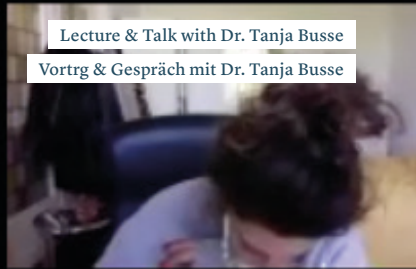 Lecture & Talk with Dr. Tanja Busse
Vortrg & Gespräch mit Dr. Tanja Busse